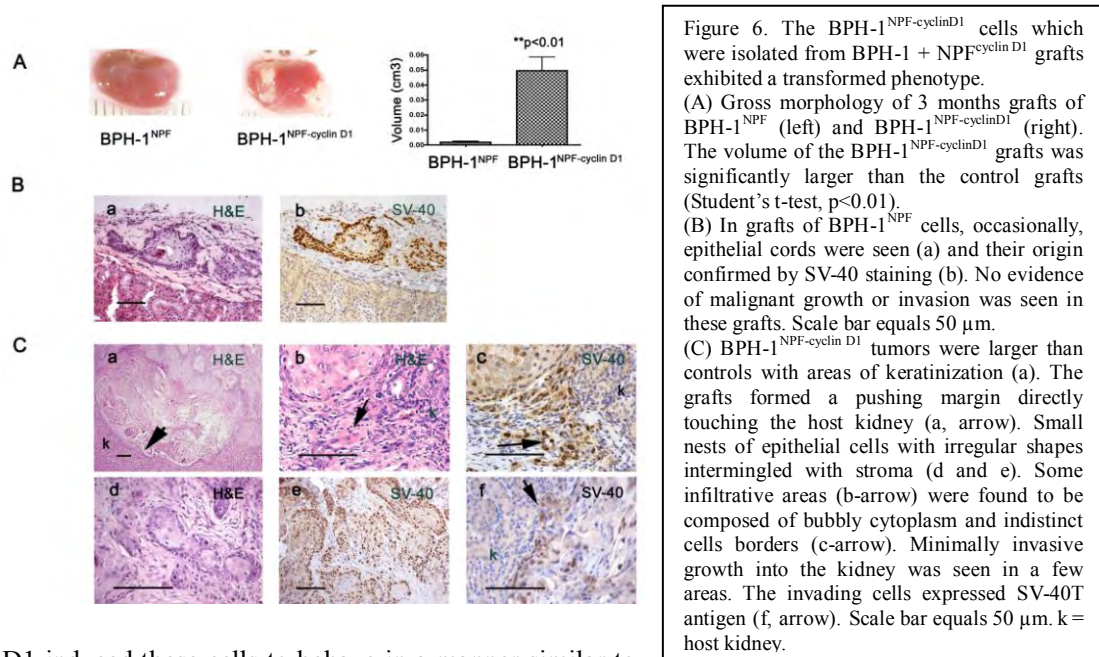 A
BPH-1NPF
BPH-1NPF-cyclin D1
**p<0.01
Volume (cm3)
0.06
0.05
0.04
0.03
0.02
0.01
0.00
BPH-1NPF BPH-1NPF-cyclin D1
B
a H&E
b SV-40
C
a H&E
k
b H&E
k
c SV-40
k
d H&E
e SV-40
f SV-40
k
Figure 6. The BPH-1NPF-cyclinD1 cells which
were isolated from BPH-1 + NPFcyclin D1 grafts
exhibited a transformed phenotype.
(A) Gross morphology of 3 months grafts of
BPH-1NPF (left) and BPH-1NPF-cyclinD1 (right).
The volume of the BPH-1NPF-cyclinD1 grafts was
significantly larger than the control grafts
(Student's t-test, p<0.01).
(B) In grafts of BPH-1NPF cells, occasionally,
epithelial cords were seen (a) and their origin
confirmed by SV-40 staining (b). No evidence
of malignant growth or invasion was seen in
these grafts. Scale bar equals 50 µm.
(C) BPH-1NPF-cyclin D1 tumors were larger than
controls with areas of keratinization (a). The
grafts formed a pushing margin directly
touching the host kidney (a, arrow). Small
nests of epithelial cells with irregular shapes
intermingled with stroma (d and e). Some
infiltrative areas (b-arrow) were found to be
composed of bubbly cytoplasm and indistinct
cells borders (c-arrow). Minimally invasive
growth into the kidney was seen in a few
areas. The invading cells expressed SV-40T
antigen (f, arrow). Scale bar equals 50 µm. k =
host kidney.